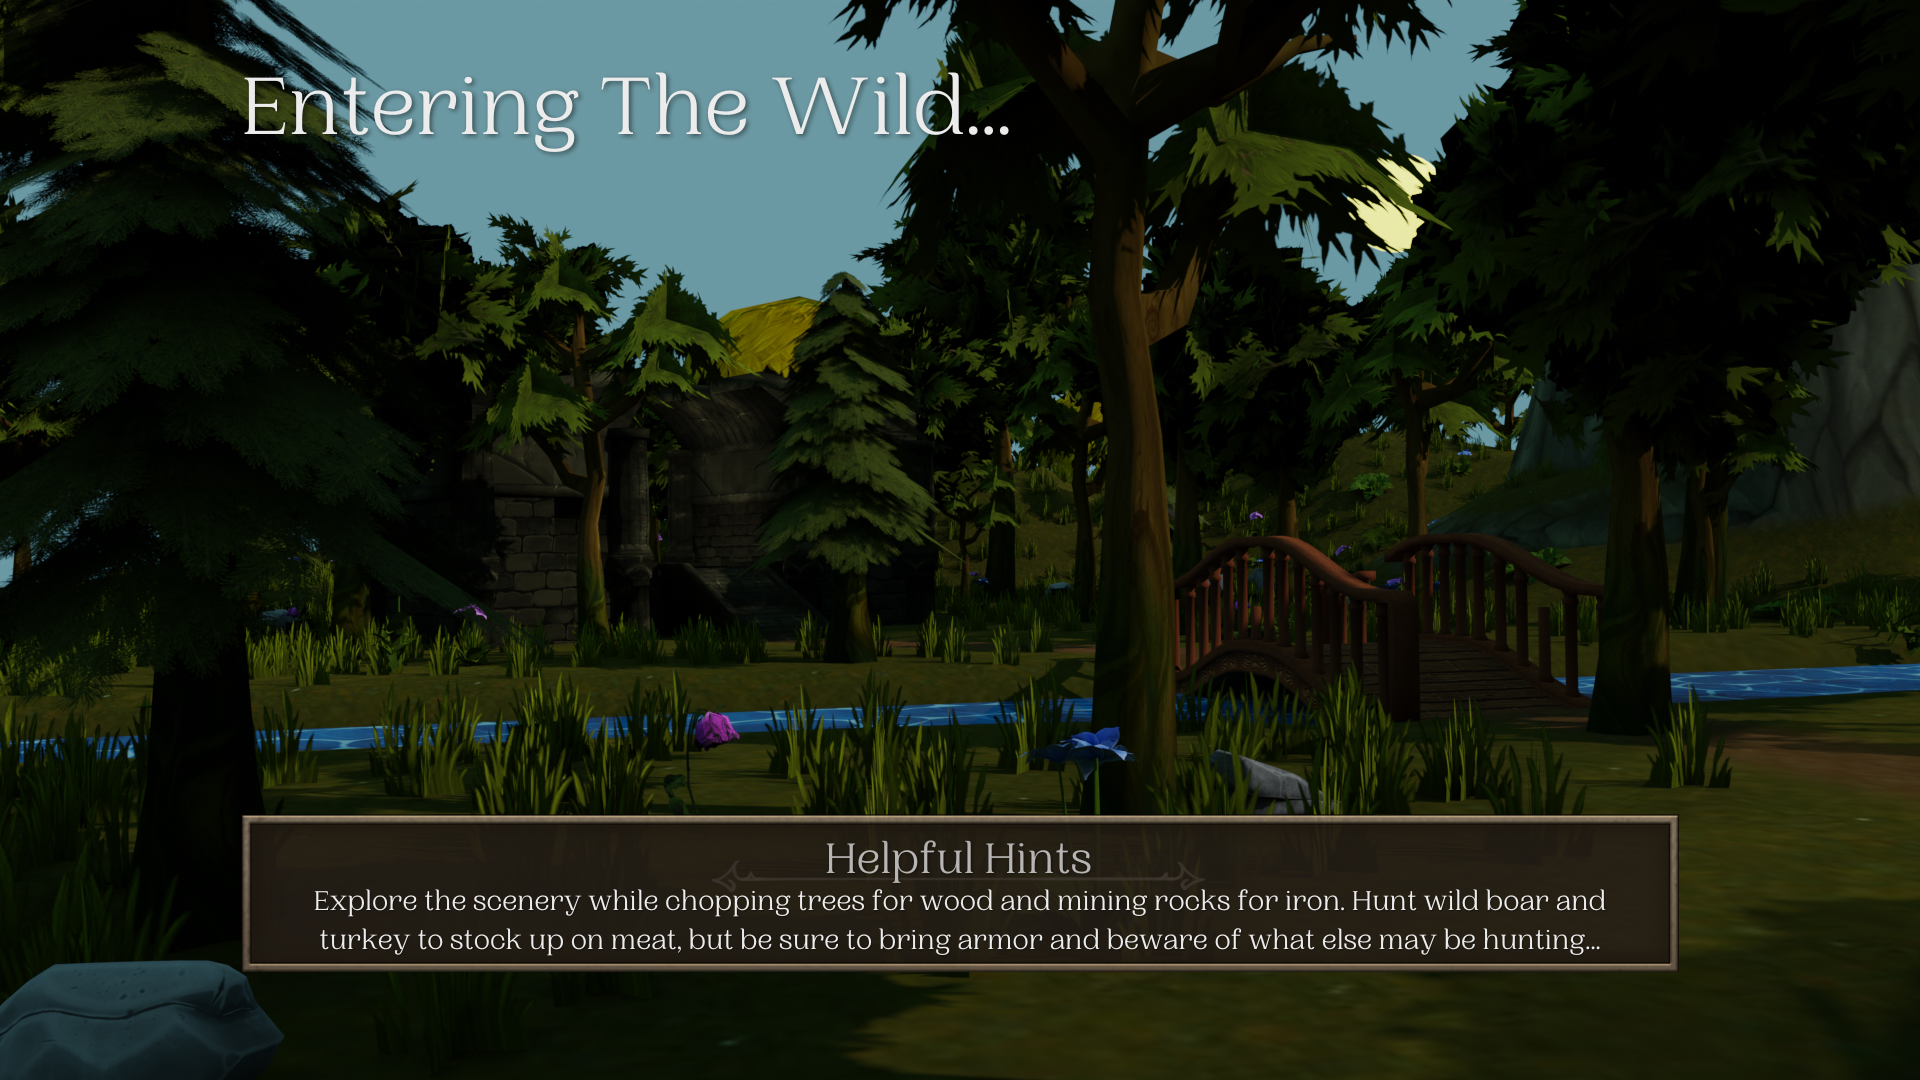 Entering The Wild...
Helpful Hints
Explore the scenery while chopping trees for wood and mining rocks for iron. Hunt wild boar and
turkey to stock up on meat, but be sure to bring armor and beware of what else may be hunting...